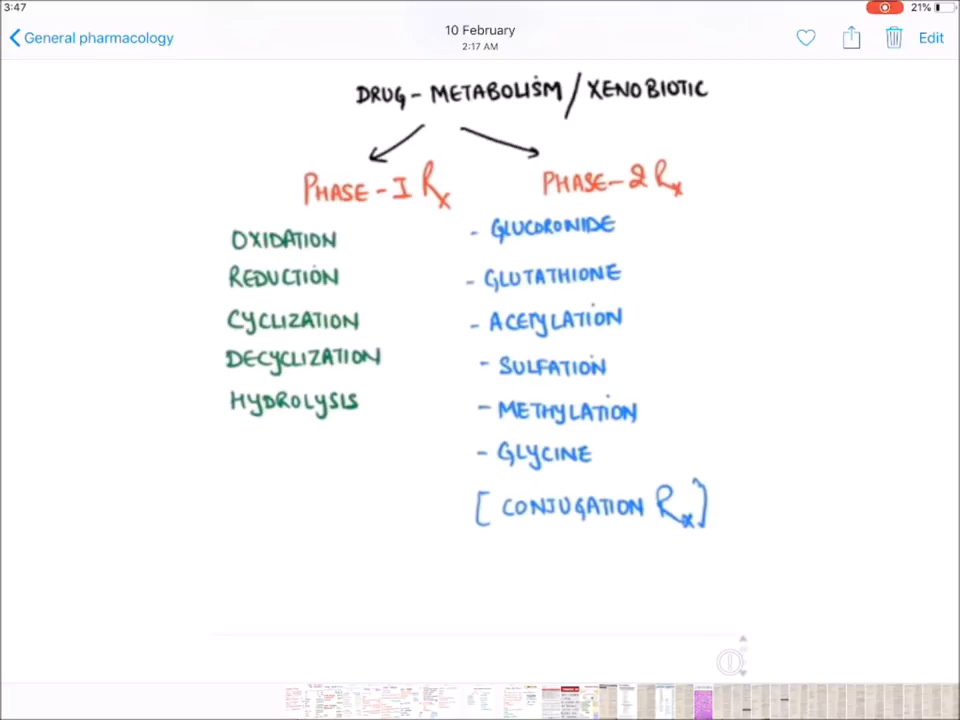 3:47
21%
General pharmacology
10 February
2:17 AM
Edit
DRUG - METABOLISM / XENOBIOTIC
PHASE - I Rx
PHASE - 2 Rx
OXIDATION
REDUCTION
CYCLIZATION
DECYCLIZATION
HYDROLYSIS
- GLUCORONIDE
- GLUTATHIONE
- ACETYLATION
- SULFATION
- METHYLATION
- GLYCINE
[ CONJUGATION Rx ]